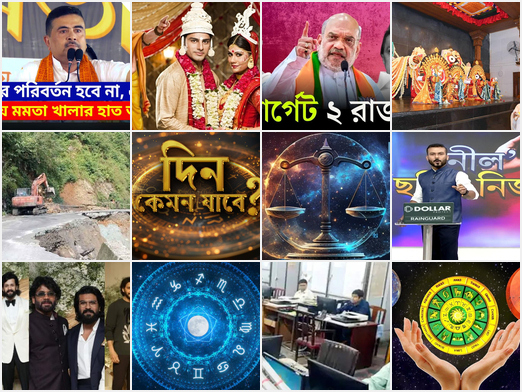 র পরিবর্তন হবে না,
য় মমতা খালার হাত
ার্গেট ২ রাজ
দিন
কেমন যাবে?
নীল'
DOLLAR
RAINGUARD